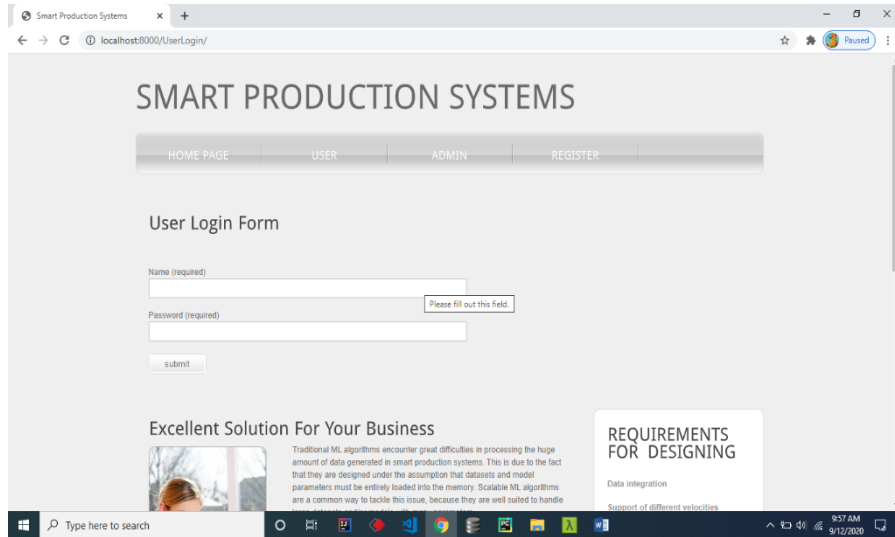 Smart Production Systems
localhost:8000/UserLogin/
Paused
SMART PRODUCTION SYSTEMS
HOME PAGE USER ADMIN REGISTER
User Login Form
Name (required)
Please fill out this field.
Password (required)
submit
Excellent Solution For Your Business
Traditional ML algorithms encounter great difficulties in processing the huge
amount of data generated in smart production systems. This is due to the fact
that they are designed under the assumption that datasets and model
parameters must be entirely loaded into the memory. Scalable ML algorithms
are a common way to tackle this issue, because they are well suited to handle
REQUIREMENTS
FOR DESIGNING
Data integration
Support of different velocities
Type here to search
9:57 AM
9/12/2020